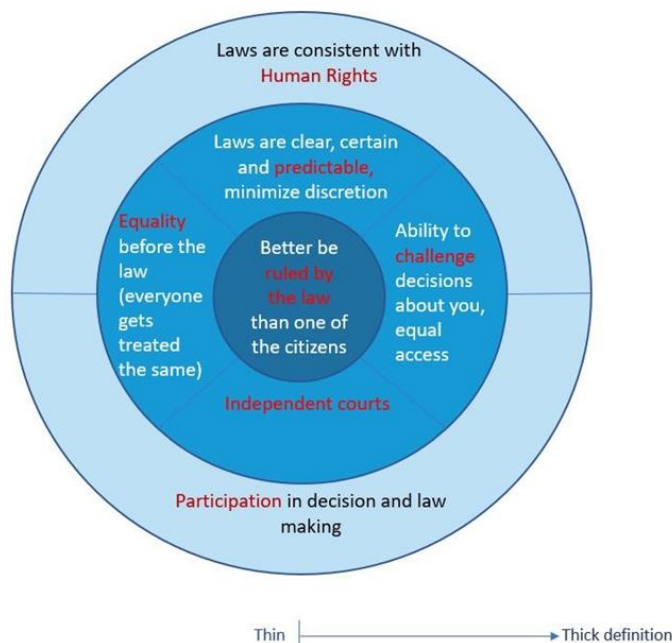 Laws are consistent with
Human Rights
Laws are clear, certain
and predictable,
minimize discretion
Equality
before the
law
(everyone
gets
treated
the same)
Better be
ruled by
the law
than one of
the citizens
Ability to
challenge
decisions
about you,
equal
access
Independent courts
Participation in decision and law
making
Thin
Thick definition